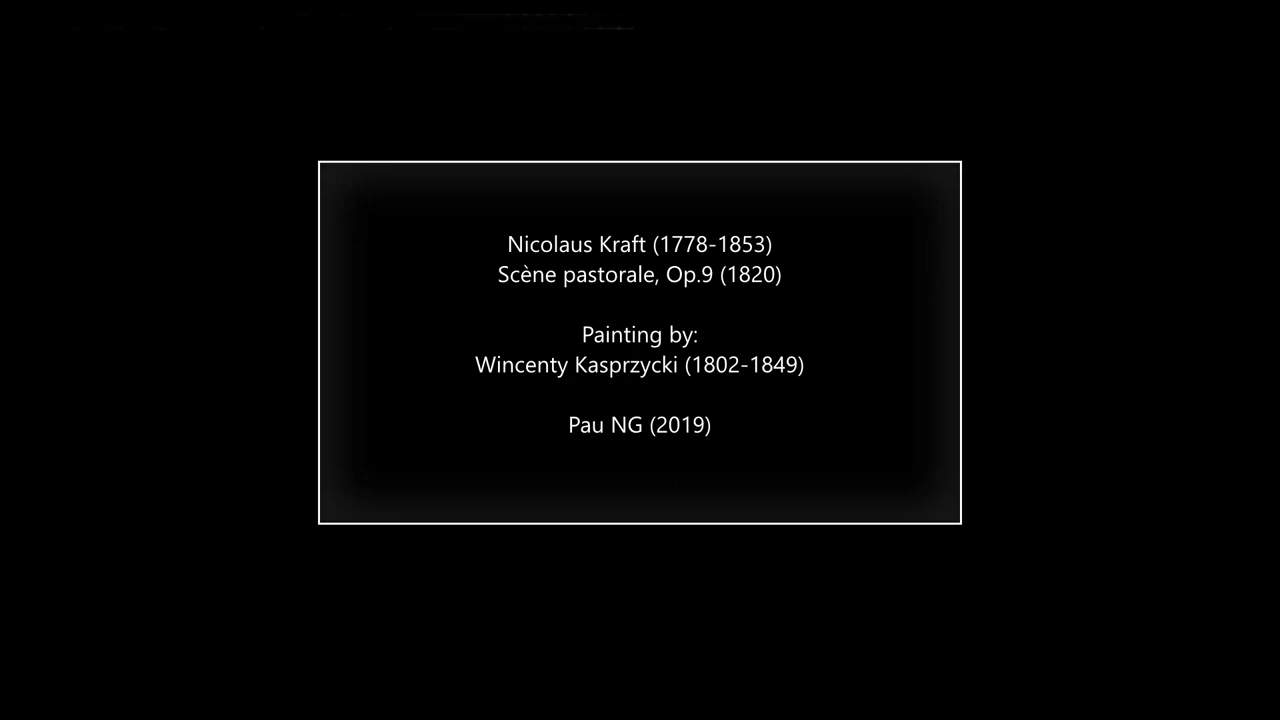 Nicolaus Kraft (1778-1853)
Scène pastorale, Op.9 (1820)
Painting by:
Wincenty Kasprzycki (1802-1849)
Pau NG (2019)